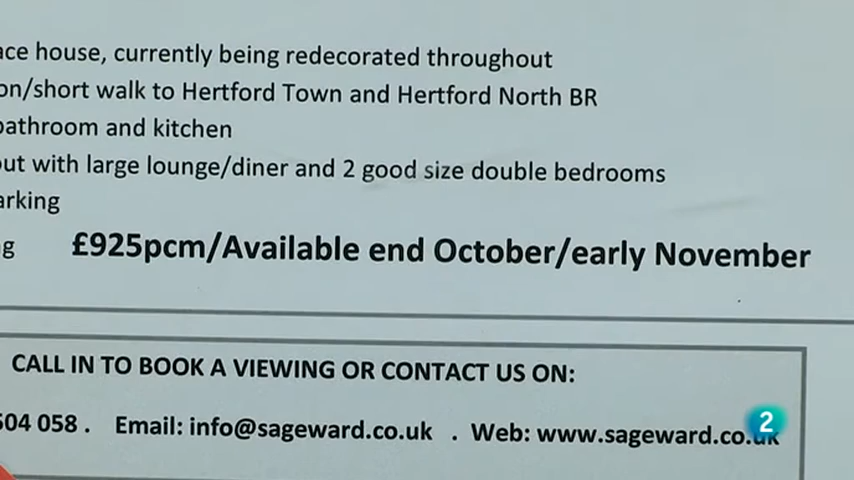 ace house, currently being redecorated throughout
on/short walk to Hertford Town and Hertford North BR
bathroom and kitchen
out with large lounge/diner and 2 good size double bedrooms
arking
g £925pcm/Available end October/early November
CALL IN TO BOOK A VIEWING OR CONTACT US ON:
504 058 . Email: info@sageward.co.uk . Web: www.sageward.co.uk
2